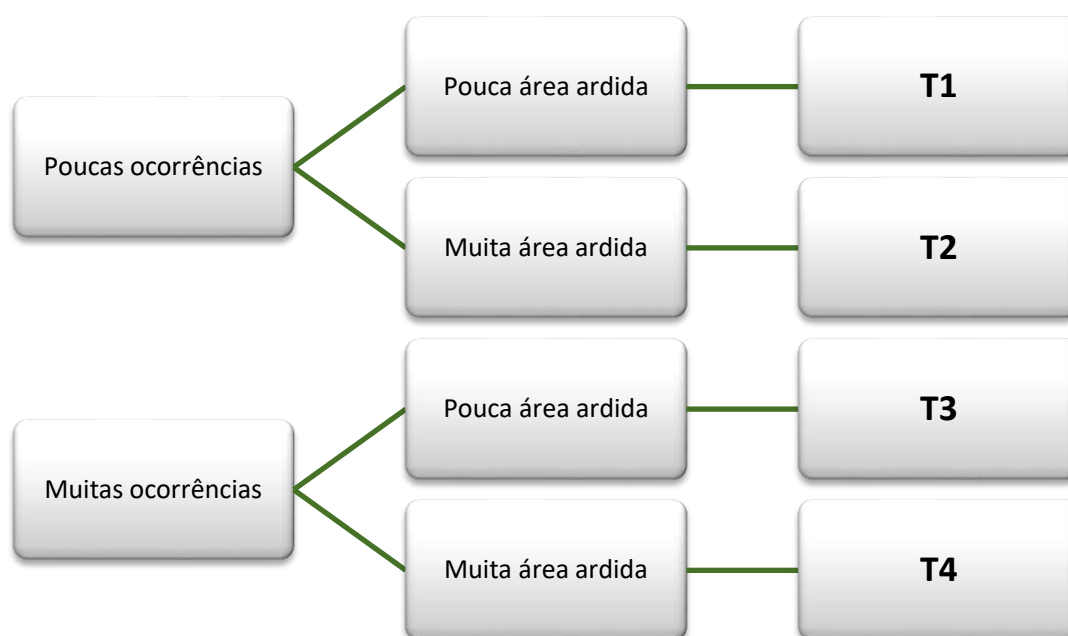 Poucas ocorrências
Pouca área ardida
T1
Muita área ardida
T2
Muitas ocorrências
Pouca área ardida
T3
Muita área ardida
T4